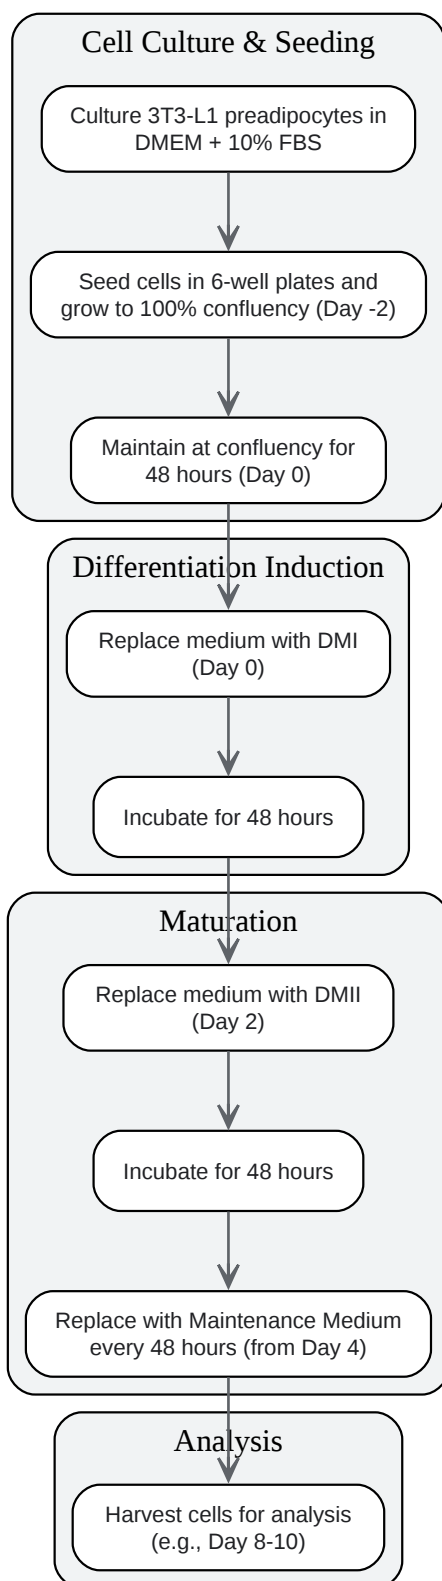 Cell Culture & Seeding
Culture 3T3-L1 preadipocytes in
DMEM + 10% FBS
Seed cells in 6-well plates and
grow to 100% confluency (Day -2)
Maintain at confluency for
48 hours (Day 0)
Differentiation Induction
Replace medium with DMI
(Day 0)
Incubate for 48 hours
Maturation
Replace medium with DMII
(Day 2)
Incubate for 48 hours
Replace with Maintenance Medium
every 48 hours (from Day 4)
Analysis
Harvest cells for analysis
(e.g., Day 8-10)